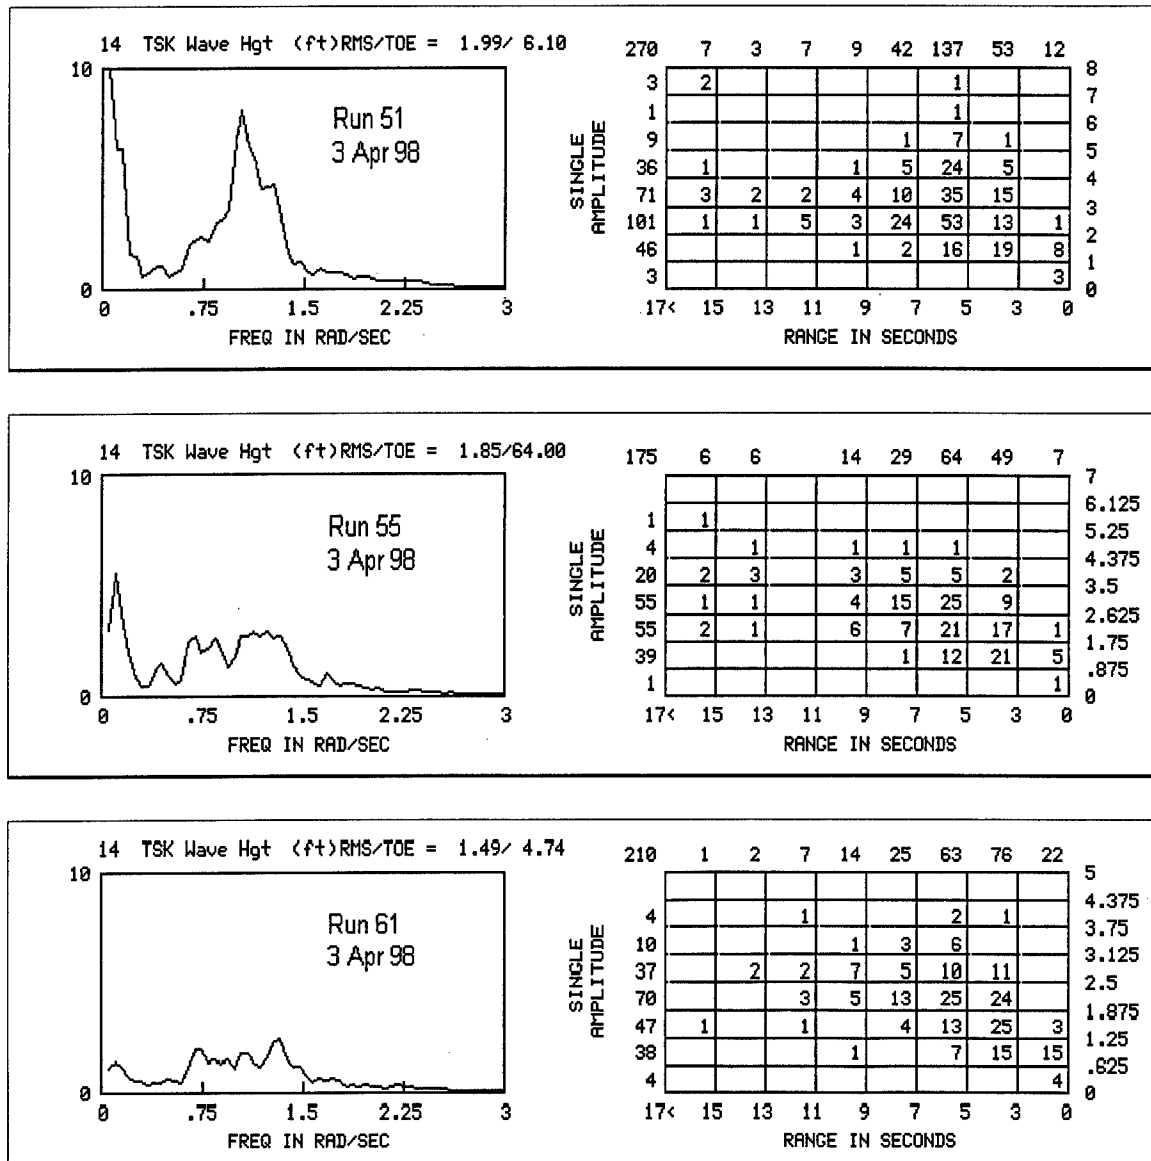 14 TSK Wave Hgt (ft)RMS/TOE = 1.99/ 6.10
10
Run 51
3 Apr 98
0
0 .75 1.5 2.25 3
FREQ IN RAD/SEC
270 7 3 7 9 42 137 53 12
8
3 2 1
7
1 1
6
9 1 7 1
5
36 1 1 5 24 5
4
71 3 2 2 4 10 35 15
3
101 1 1 5 3 24 53 13 1
2
46 1 2 16 19 8
1
3 3
0
SINGLE
AMPLITUDE
17< 15 13 11 9 7 5 3 0
RANGE IN SECONDS
14 TSK Wave Hgt (ft)RMS/TOE = 1.85/64.00
10
Run 55
3 Apr 98
0
0 .75 1.5 2.25 3
FREQ IN RAD/SEC
175 6 6 14 29 64 49 7
7
6.125
1 1
5.25
4 1 1 1 1
4.375
20 2 3 3 5 5 2
3.5
55 1 1 4 15 25 9
2.625
55 2 1 6 7 21 17 1
1.75
39 1 12 21 5
.875
1 1
0
SINGLE
AMPLITUDE
17< 15 13 11 9 7 5 3 0
RANGE IN SECONDS
14 TSK Wave Hgt (ft)RMS/TOE = 1.49/ 4.74
10
Run 61
3 Apr 98
0
0 .75 1.5 2.25 3
FREQ IN RAD/SEC
210 1 2 7 14 25 63 76 22
5
4.375
4 1 2 1
3.75
10 1 3 6
3.125
37 2 2 7 5 10 11
2.5
70 3 5 13 25 24
1.875
47 1 1 4 13 25 3
1.25
38 1 7 15 15
.625
4 4
0
SINGLE
AMPLITUDE
17< 15 13 11 9 7 5 3 0
RANGE IN SECONDS